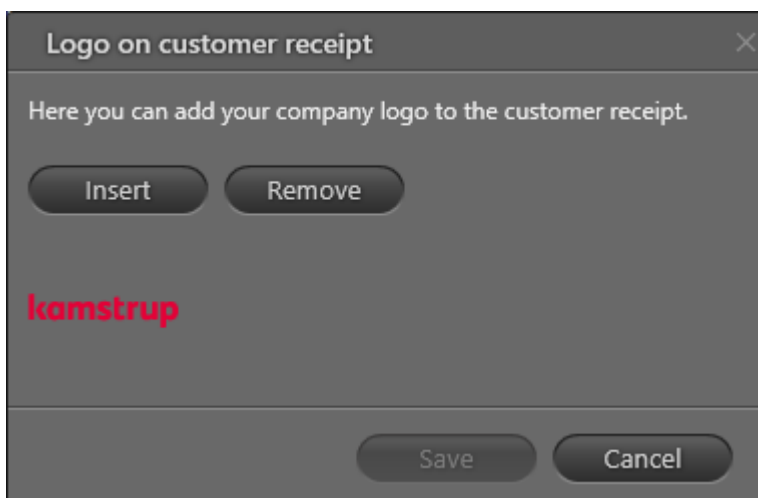 Logo on customer receipt
Here you can add your company logo to the customer receipt.
Insert Remove
kamstrup
Save Cancel